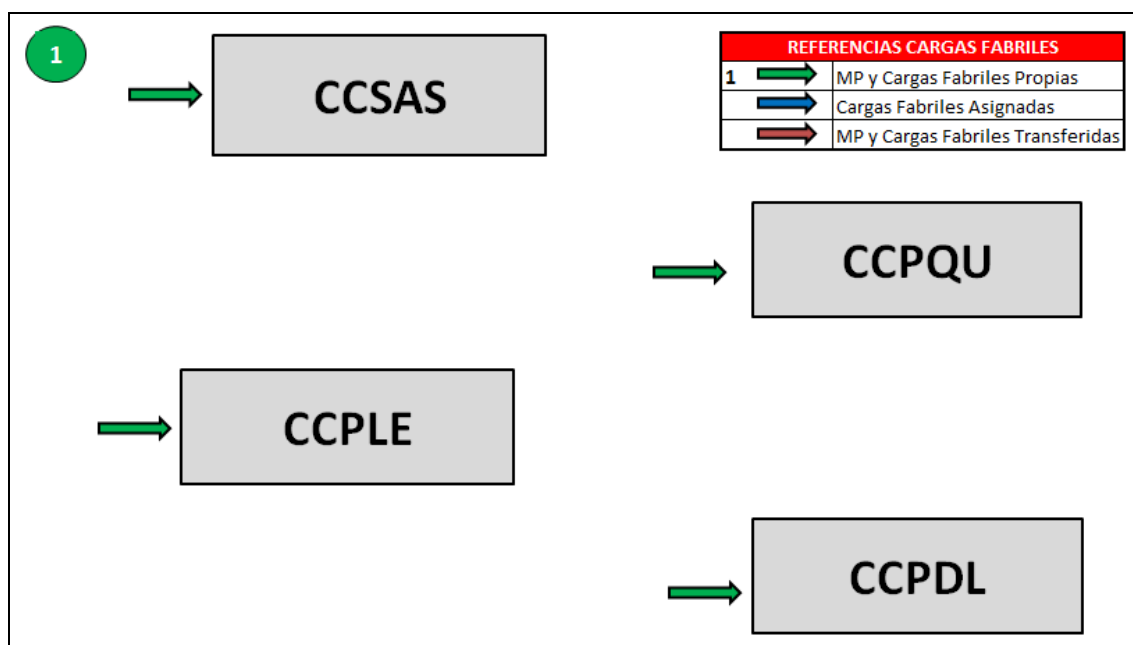 1
CCSAS
REFERENCIAS CARGAS FABRILES
1 MP y Cargas Fabriles Propias
Cargas Fabriles Asignadas
MP y Cargas Fabriles Transferidas
CCPQU
CCPLE
CCPDL